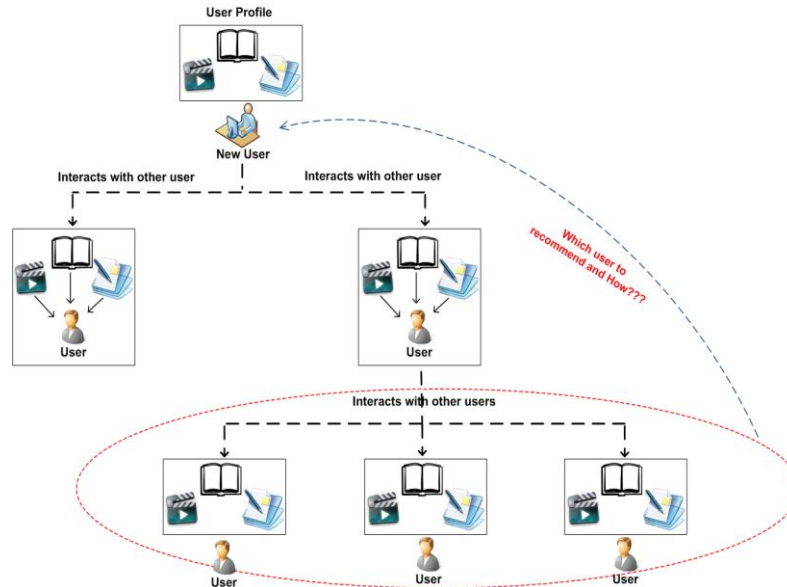 User Profile
New User
Interacts with other user
Interacts with other user
User
User
Which user to
recommend and How???
Interacts with other users
User
User
User